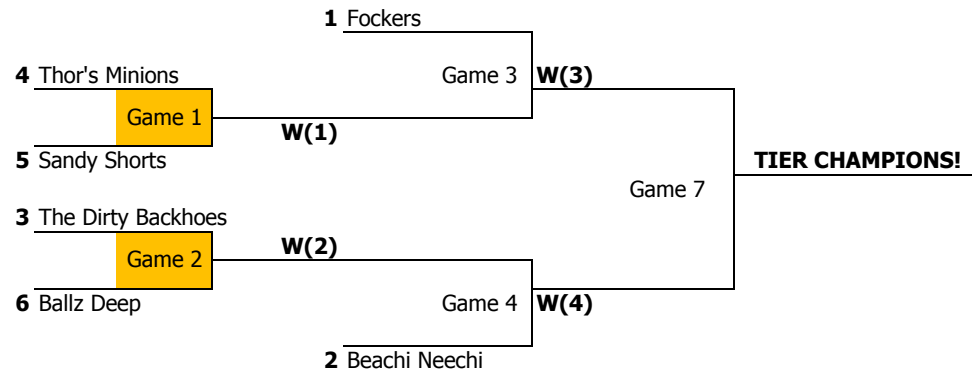 1 Fockers
4 Thor's Minions
Game 3
W(3)
Game 1
W(1)
5 Sandy Shorts
TIER CHAMPIONS!
Game 7
3 The Dirty Backhoes
Game 2
W(2)
6 Ballz Deep
Game 4
W(4)
2 Beachi Neechi